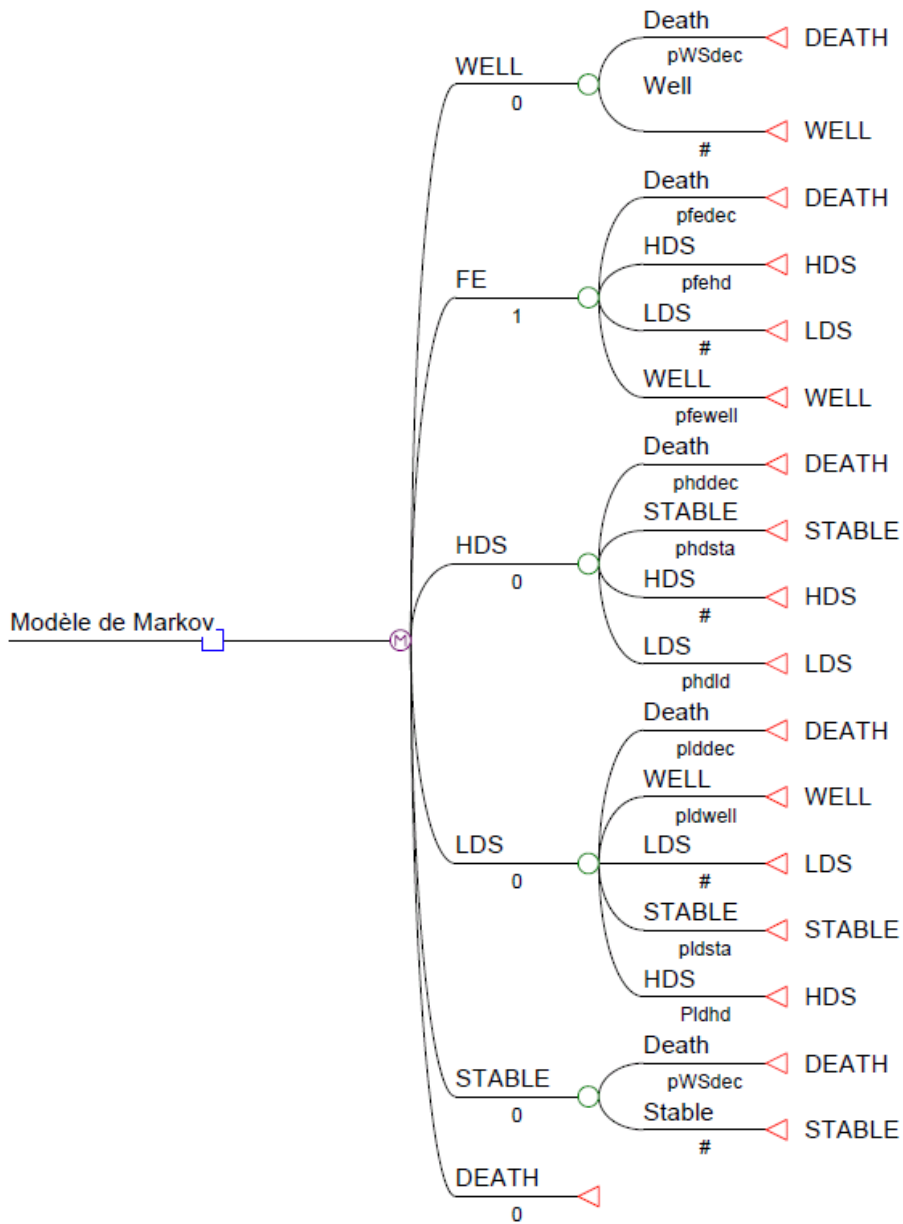 Death
DEATH
pWSdec
WELL
0
Well
WELL
#
Death
DEATH
pfedec
HDS
HDS
pfehd
FE
1
LDS
LDS
#
WELL
WELL
pfewell
Death
DEATH
phddec
STABLE
STABLE
phdsta
HDS
0
HDS
HDS
#
Modèle de Markov
M
LDS
LDS
phdld
Death
DEATH
plddec
WELL
WELL
pldwell
LDS
0
LDS
LDS
#
STABLE
STABLE
pldsta
HDS
HDS
Pldhd
Death
DEATH
pWSdec
STABLE
0
Stable
STABLE
#
DEATH
0